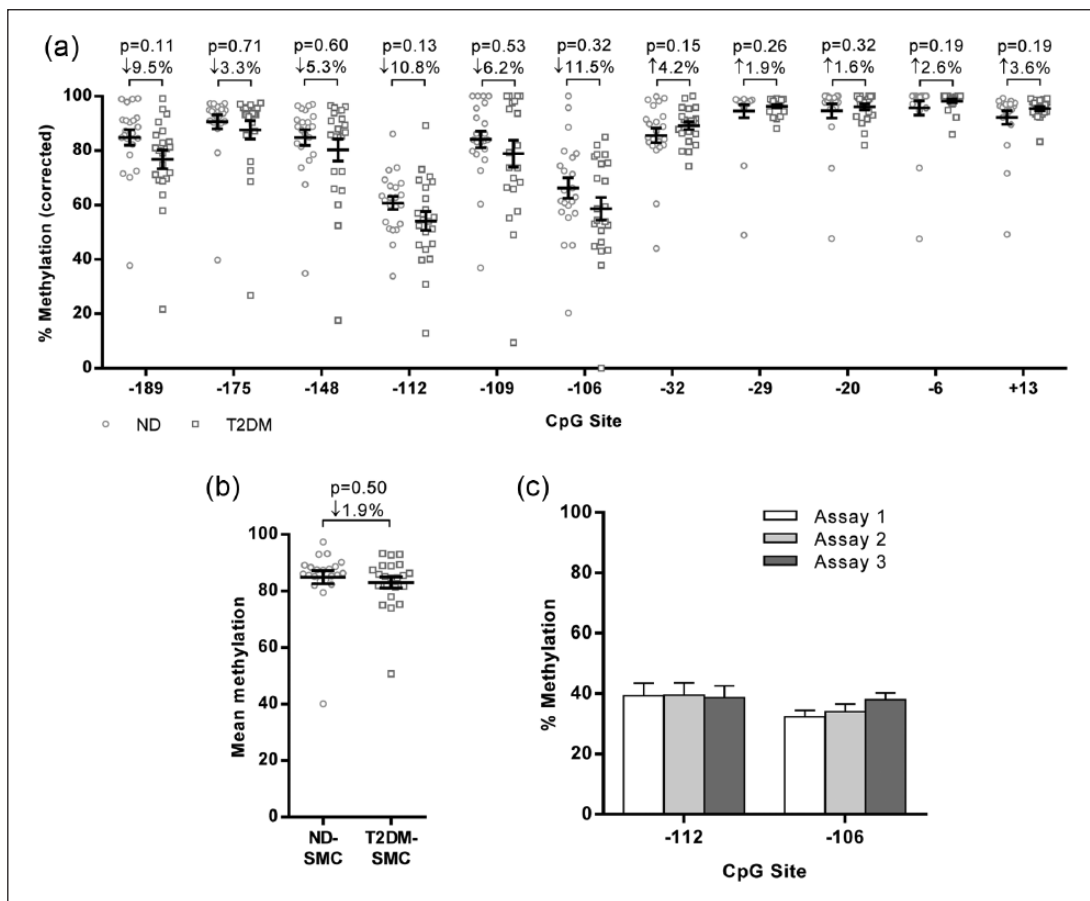 (a)
p=0.11 p=0.71 p=0.60 p=0.13 p=0.53 p=0.32 p=0.15 p=0.26 p=0.32 p=0.19 p=0.19
↓9.5% ↓3.3% ↓5.3% ↓10.8% ↓6.2% ↓11.5% ↑4.2% ↑1.9% ↑1.6% ↑2.6% ↑3.6%
% Methylation (corrected)
100
80
60
40
20
0
-189 -175 -148 -112 -109 -106 -32 -29 -20 -6 +13
CpG Site
ND T2DM
(b)
p=0.50
↓1.9%
Mean methylation
100
80
60
40
20
0
ND-
SMC
T2DM-
SMC
(c)
Assay 1
Assay 2
Assay 3
% Methylation
100
80
60
40
20
0
-112 -106
CpG Site